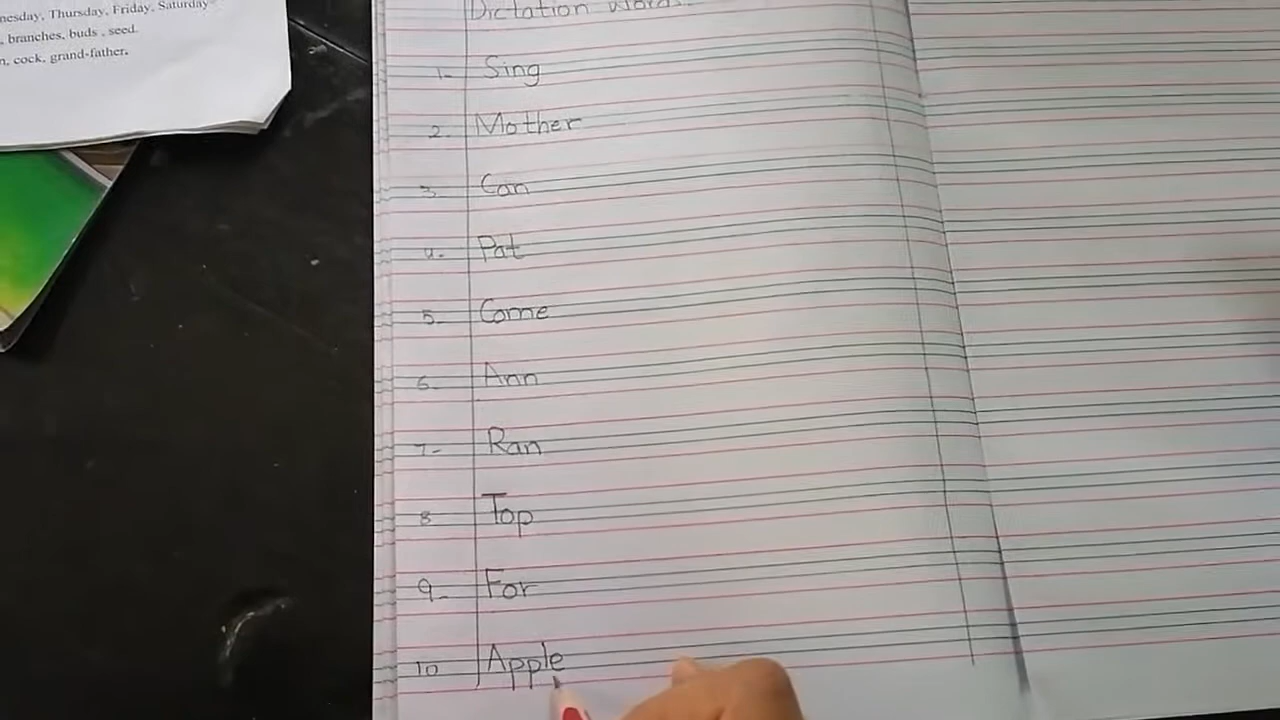 nesday, Thursday, Friday, Saturday
, branches, buds , seed.
n, cock, grand-father.
Dictation Words.
1- Sing
2. Mother
3. Can
4. Pat
5. Come
6- Ann
7- Ran
8 Top
9- For
10 Apple